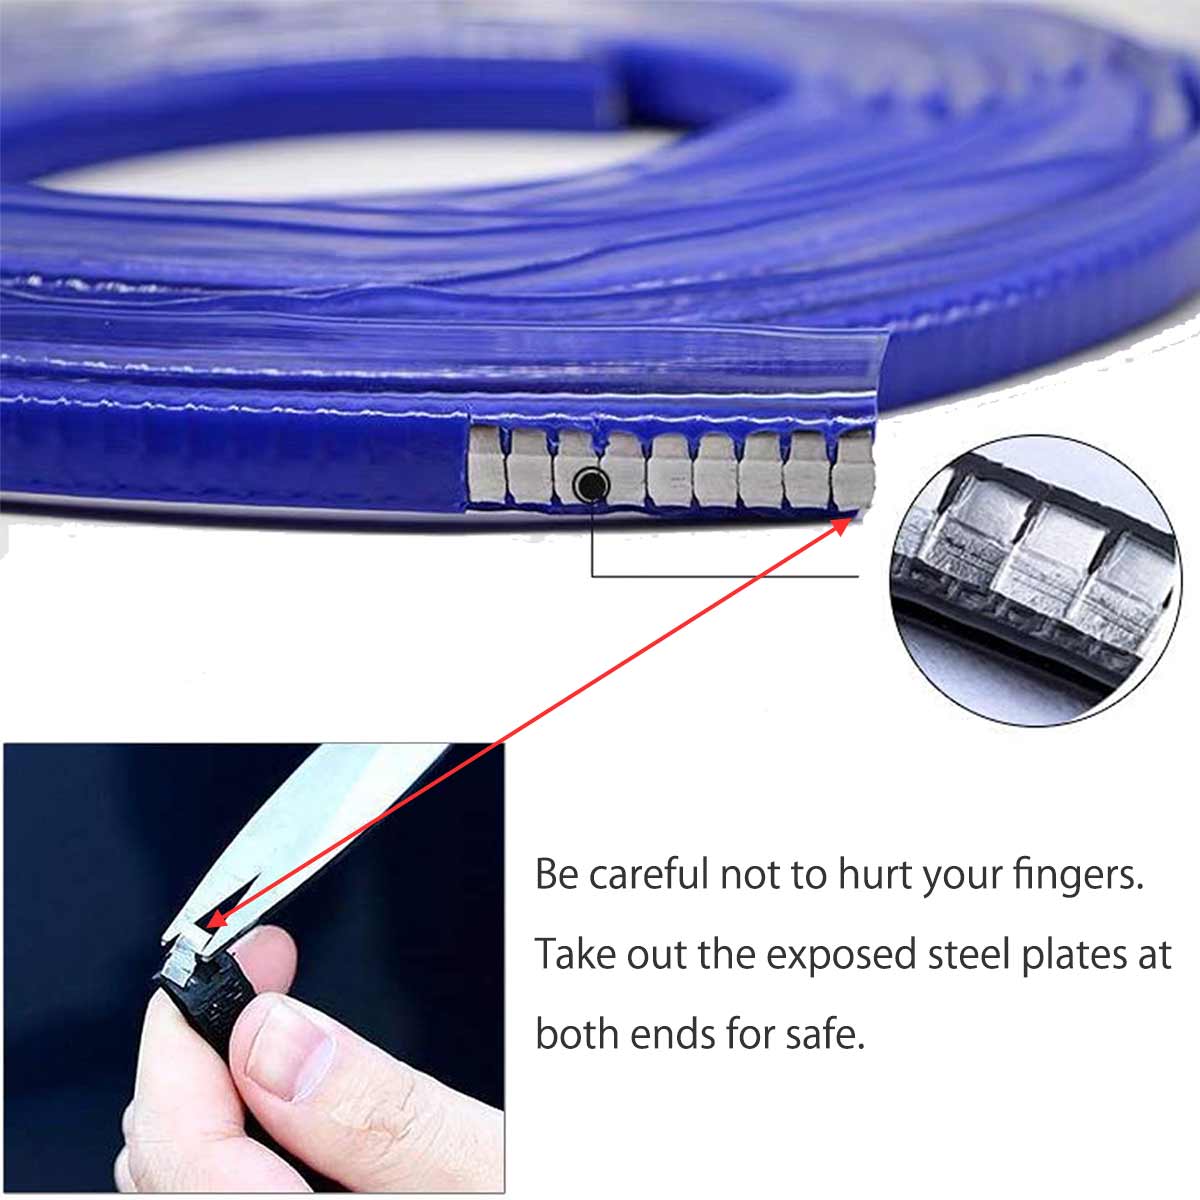 Be careful not to hurt your fingers.
Take out the exposed steel plates at
both ends for safe.